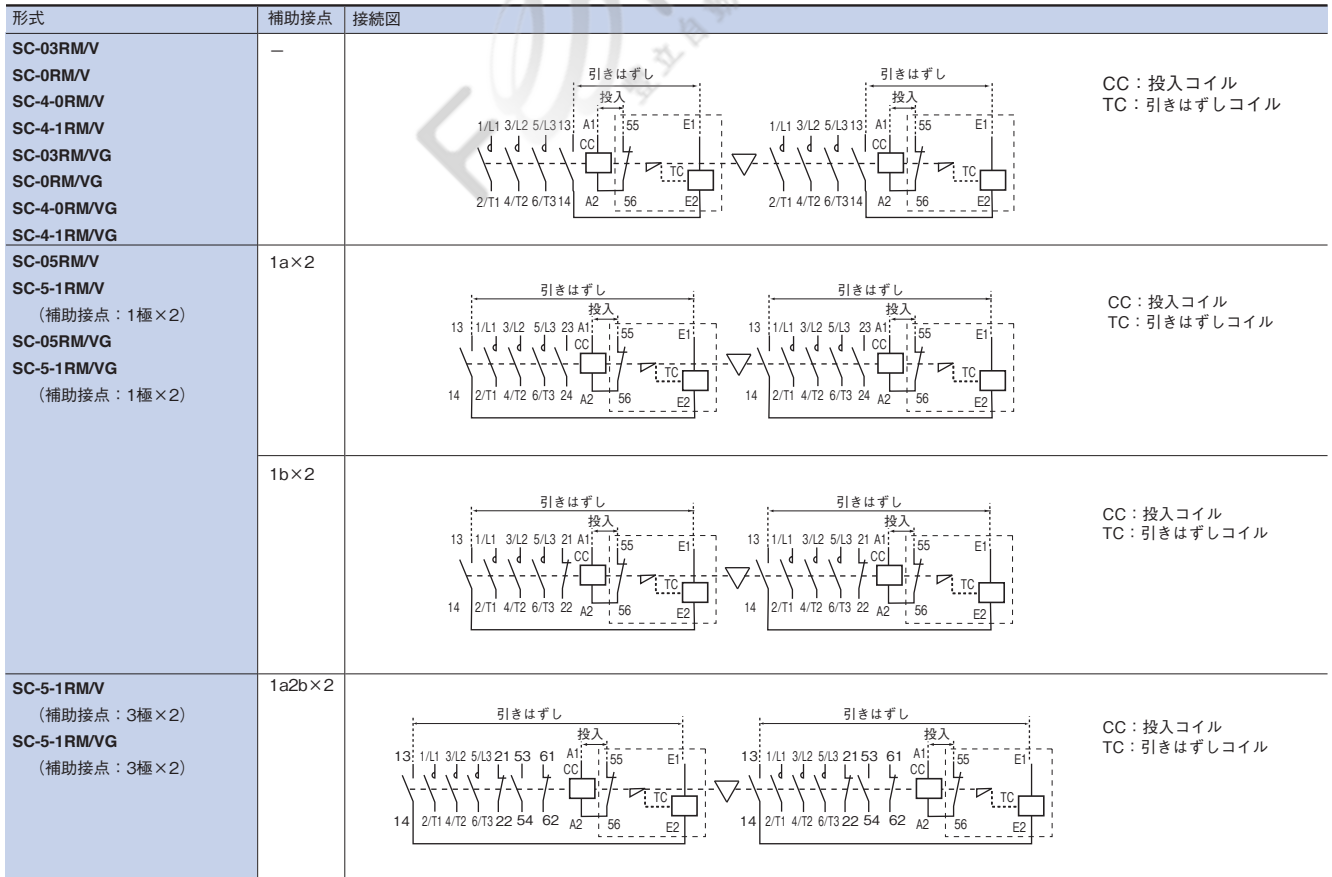 形式 補助接点 接続図
SC-03RM/V －
SC-0RM/V
SC-4-0RM/V
SC-4-1RM/V
SC-03RM/VG
SC-0RM/VG
SC-4-0RM/VG
SC-4-1RM/VG
引きはずし 引きはずし
投入 投入
1/L1 3/L2 5/L3 13 A1 55 E1 1/L1 3/L2 5/L3 13 A1 55 E1
CC CC
TC TC
2/T1 4/T2 6/T3 14 A2 56 E2 2/T1 4/T2 6/T3 14 A2 56 E2
CC：投入コイル
TC：引きはずしコイル
SC-05RM/V 1a×2
SC-5-1RM/V
（補助接点：1極×2）
SC-05RM/VG
SC-5-1RM/VG
（補助接点：1極×2）
引きはずし 引きはずし
投入 投入
13 1/L1 3/L2 5/L3 23 A1 55 E1 13 1/L1 3/L2 5/L3 23 A1 55 E1
CC CC
TC TC
14 2/T1 4/T2 6/T3 24 A2 56 E2 14 2/T1 4/T2 6/T3 24 A2 56 E2
CC：投入コイル
TC：引きはずしコイル
1b×2
引きはずし 引きはずし
投入 投入
13 1/L1 3/L2 5/L3 21 A1 55 E1 13 1/L1 3/L2 5/L3 21 A1 55 E1
CC CC
TC TC
14 2/T1 4/T2 6/T3 22 A2 56 E2 14 2/T1 4/T2 6/T3 22 A2 56 E2
CC：投入コイル
TC：引きはずしコイル
SC-5-1RM/V 1a2b×2
（補助接点：3極×2）
SC-5-1RM/VG
（補助接点：3極×2）
引きはずし 引きはずし
投入 投入
13 1/L1 3/L2 5/L3 21 53 61 A1 55 E1 13 1/L1 3/L2 5/L3 21 53 61 A1 55 E1
CC CC
TC TC
14 2/T1 4/T2 6/T3 22 54 62 A2 56 E2 14 2/T1 4/T2 6/T3 22 54 62 A2 56 E2
CC：投入コイル
TC：引きはずしコイル